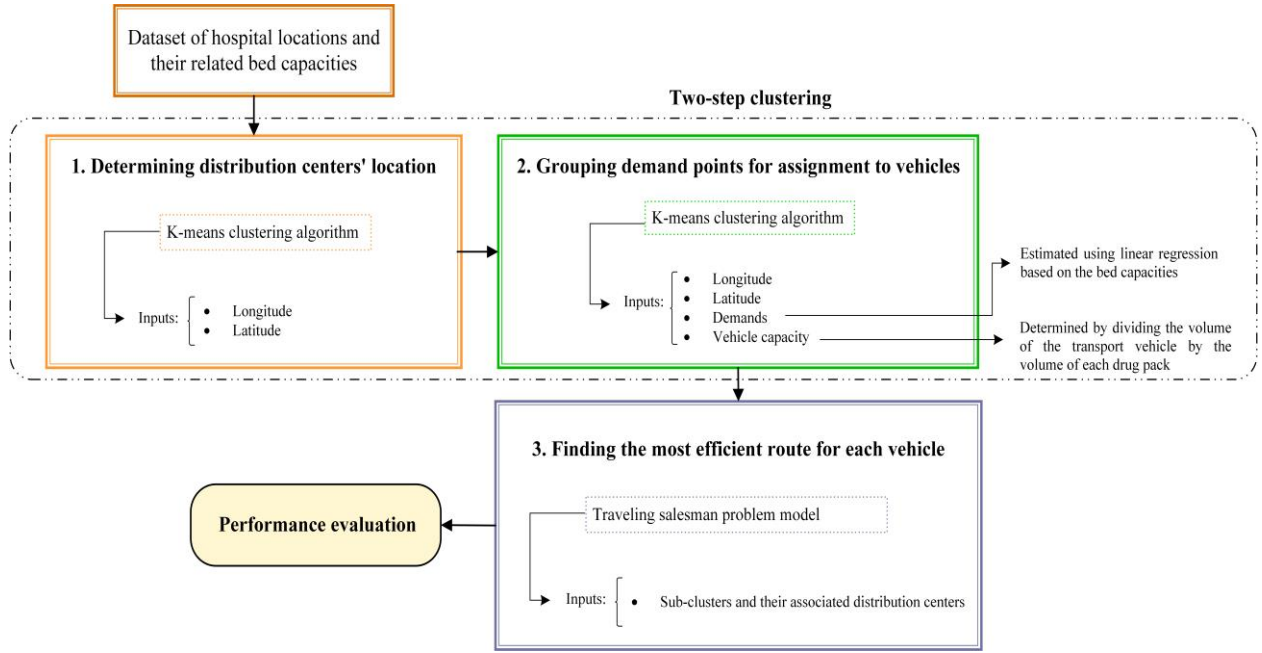 Dataset of hospital locations and
their related bed capacities
Two-step clustering
1. Determining distribution centers' location
K-means clustering algorithm
Inputs:
• Longitude
• Latitude
2. Grouping demand points for assignment to vehicles
K-means clustering algorithm
Inputs:
• Longitude
• Latitude
• Demands
• Vehicle capacity
Estimated using linear regression
based on the bed capacities
Determined by dividing the volume
of the transport vehicle by the
volume of each drug pack
3. Finding the most efficient route for each vehicle
Traveling salesman problem model
Inputs:
• Sub-clusters and their associated distribution centers
Performance evaluation